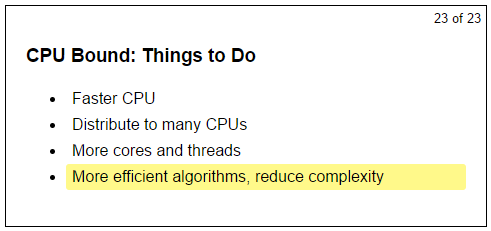 23 of 23
CPU Bound: Things to Do
• Faster CPU
• Distribute to many CPUs
• More cores and threads
• More efficient algorithms, reduce complexity